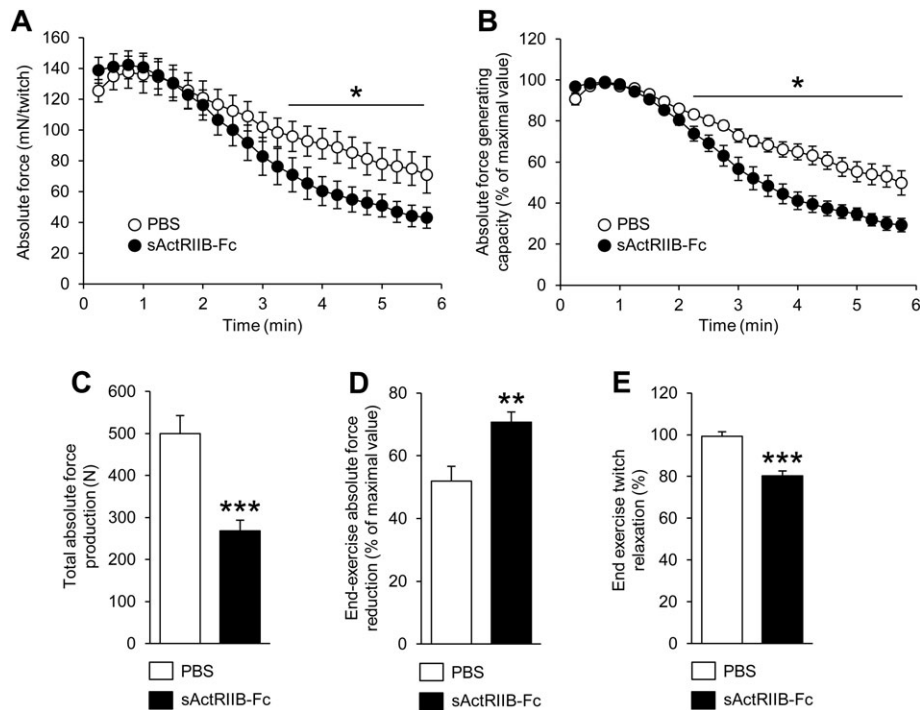 A
Absolute force (mN/twitch)
160
140
120
100
80
60
40
20
0
*
PBS
sActRIIB-Fc
0 1 2 3 4 5 6
Time (min)
B
Absolute force generating
capacity (% of maximal value)
120
100
80
60
40
20
0
*
PBS
sActRIIB-Fc
0 1 2 3 4 5 6
Time (min)
C
Total absolute force
production (N)
600
500
400
300
200
100
0
***
PBS
sActRIIB-Fc
D
End-exercise absolute force
reduction (% of maximal value)
80
60
40
20
0
**
PBS
sActRIIB-Fc
E
End exercise twitch
relaxation (%)
120
100
80
60
40
20
0
***
PBS
sActRIIB-Fc